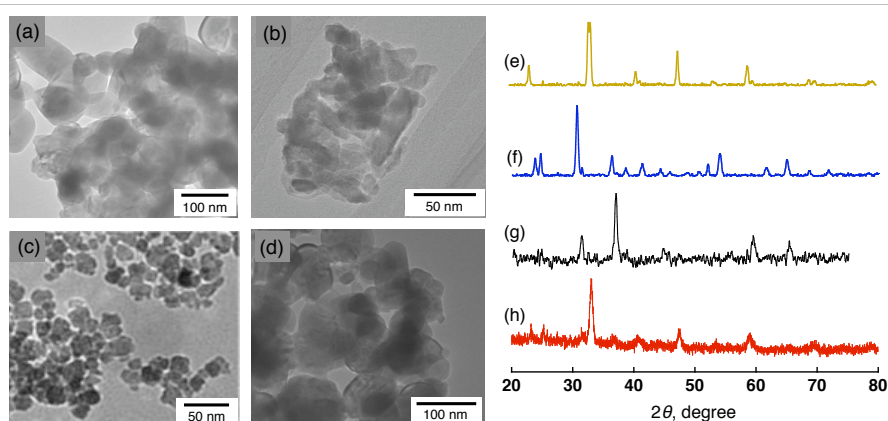 (a)
100 nm
(b)
50 nm
(c)
50 nm
(d)
100 nm
(e)
(f)
(g)
(h)
20 30 40 50 60 70 80
2θ, degree